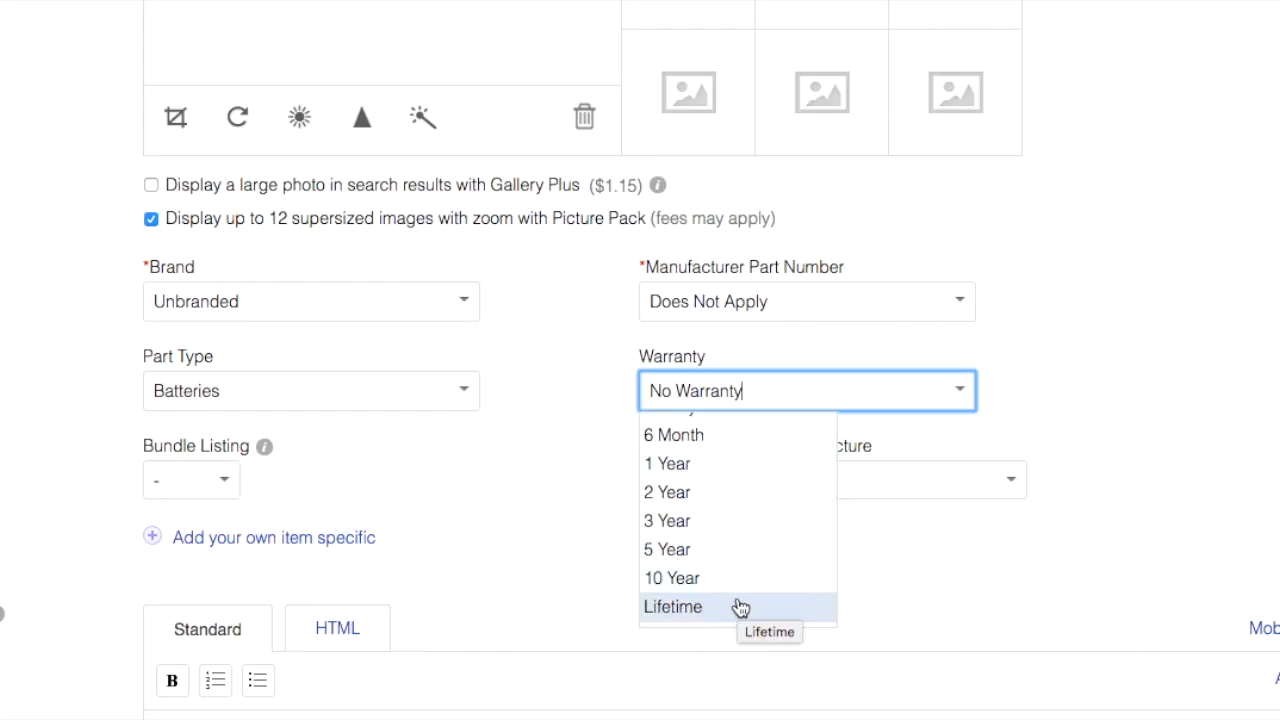 Display a large photo in search results with Gallery Plus ($1.15) i
Display up to 12 supersized images with zoom with Picture Pack (fees may apply)
*Brand
*Manufacturer Part Number
Unbranded
Does Not Apply
Part Type
Warranty
Batteries
No Warranty
6 Month
Bundle Listing i
cture
1 Year
-
2 Year
3 Year
Add your own item specific
5 Year
10 Year
Lifetime
Lifetime
Standard
HTML
Mob
B